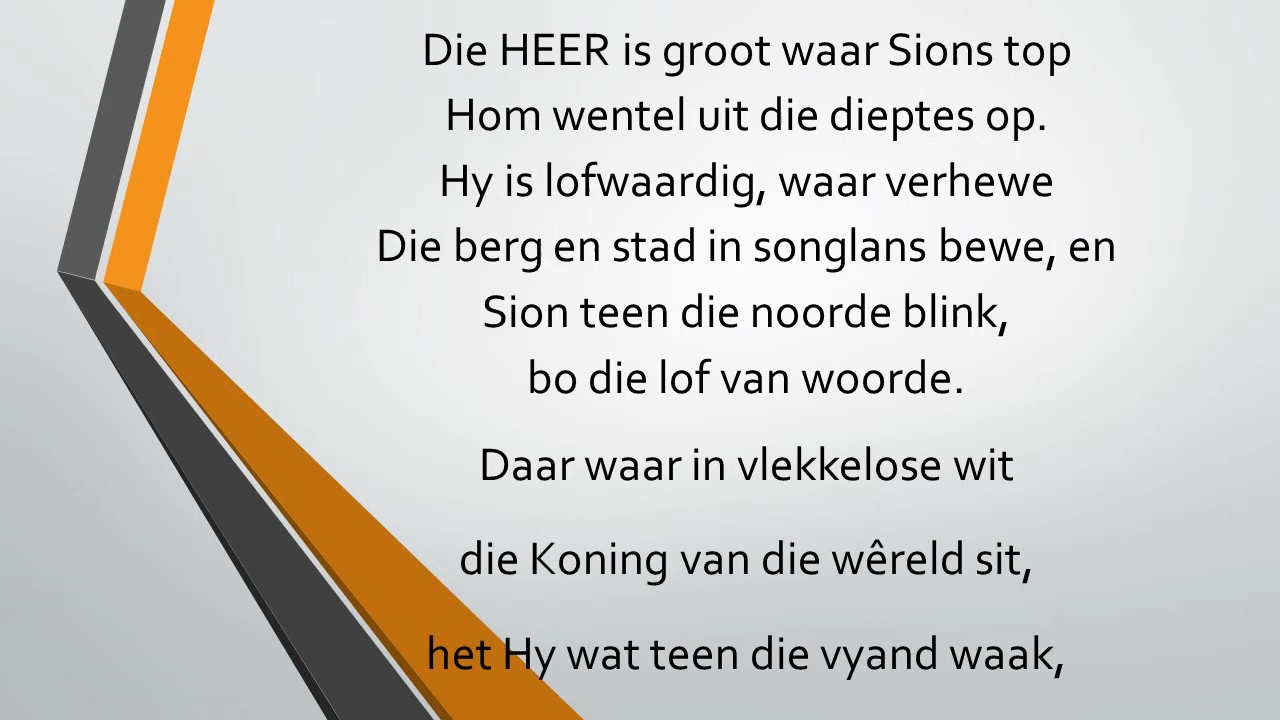 Die HEER is groot waar Sions top
Hom wentel uit die dieptes op.
Hy is lofwaardig, waar verhewe
Die berg en stad in songlans bewe, en
Sion teen die noorde blink,
bo die lof van woorde.
Daar waar in vlekkelose wit
die Koning van die wêreld sit,
het Hy wat teen die vyand waak,